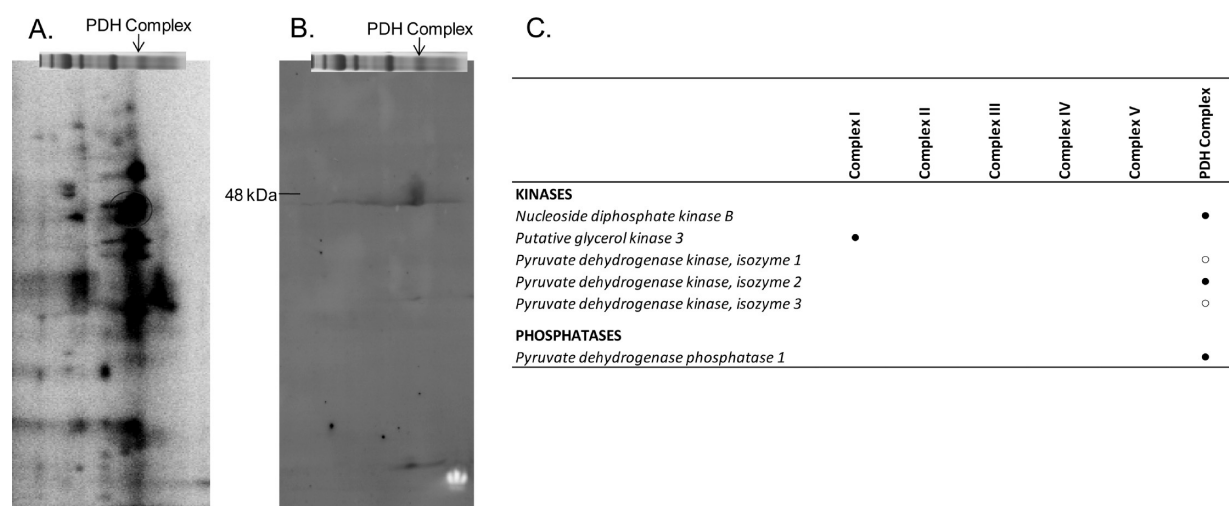 A.
PDH Complex
B.
PDH Complex
48 kDa
C.
Complex I
Complex II
Complex III
Complex IV
Complex V
PDH Complex
KINASES
Nucleoside diphosphate kinase B
Putative glycerol kinase 3
Pyruvate dehydrogenase kinase, isozyme 1
Pyruvate dehydrogenase kinase, isozyme 2
Pyruvate dehydrogenase kinase, isozyme 3
PHOSPHATASES
Pyruvate dehydrogenase phosphatase 1